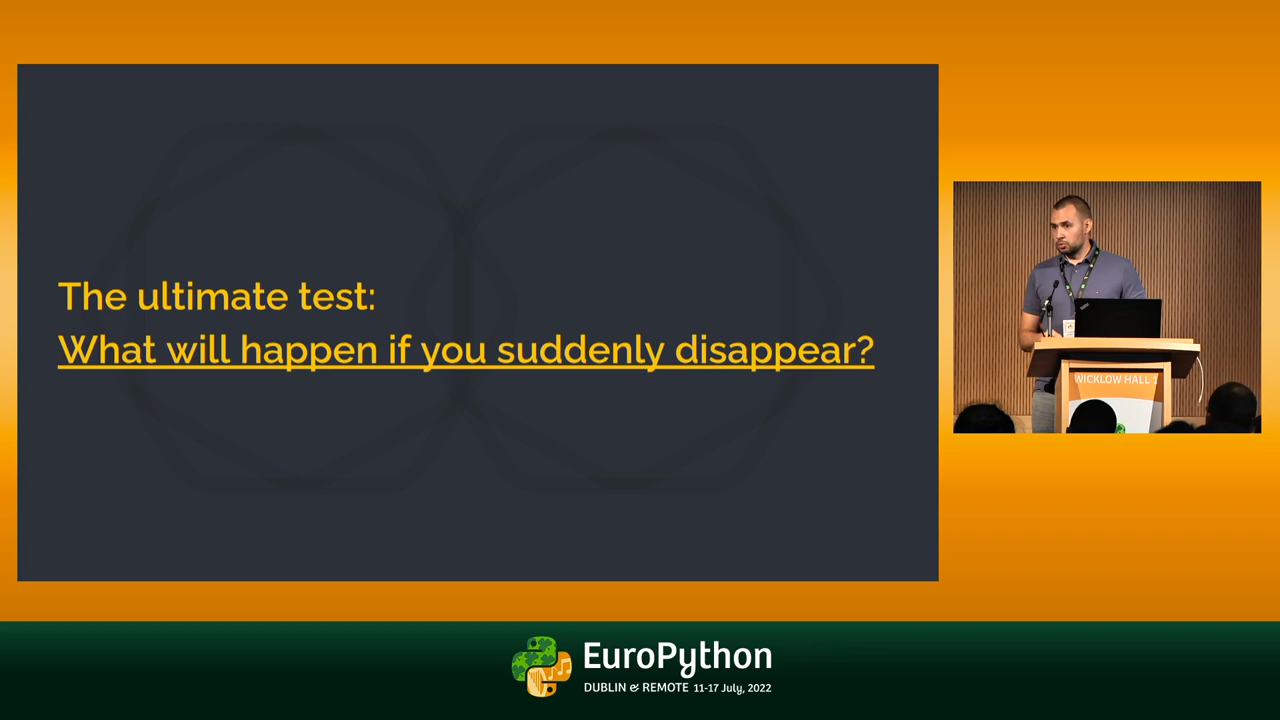 The ultimate test:
What will happen if you suddenly disappear?
WICKLOW HALL 1
EuroPython
DUBLIN & REMOTE 11-17 July, 2022